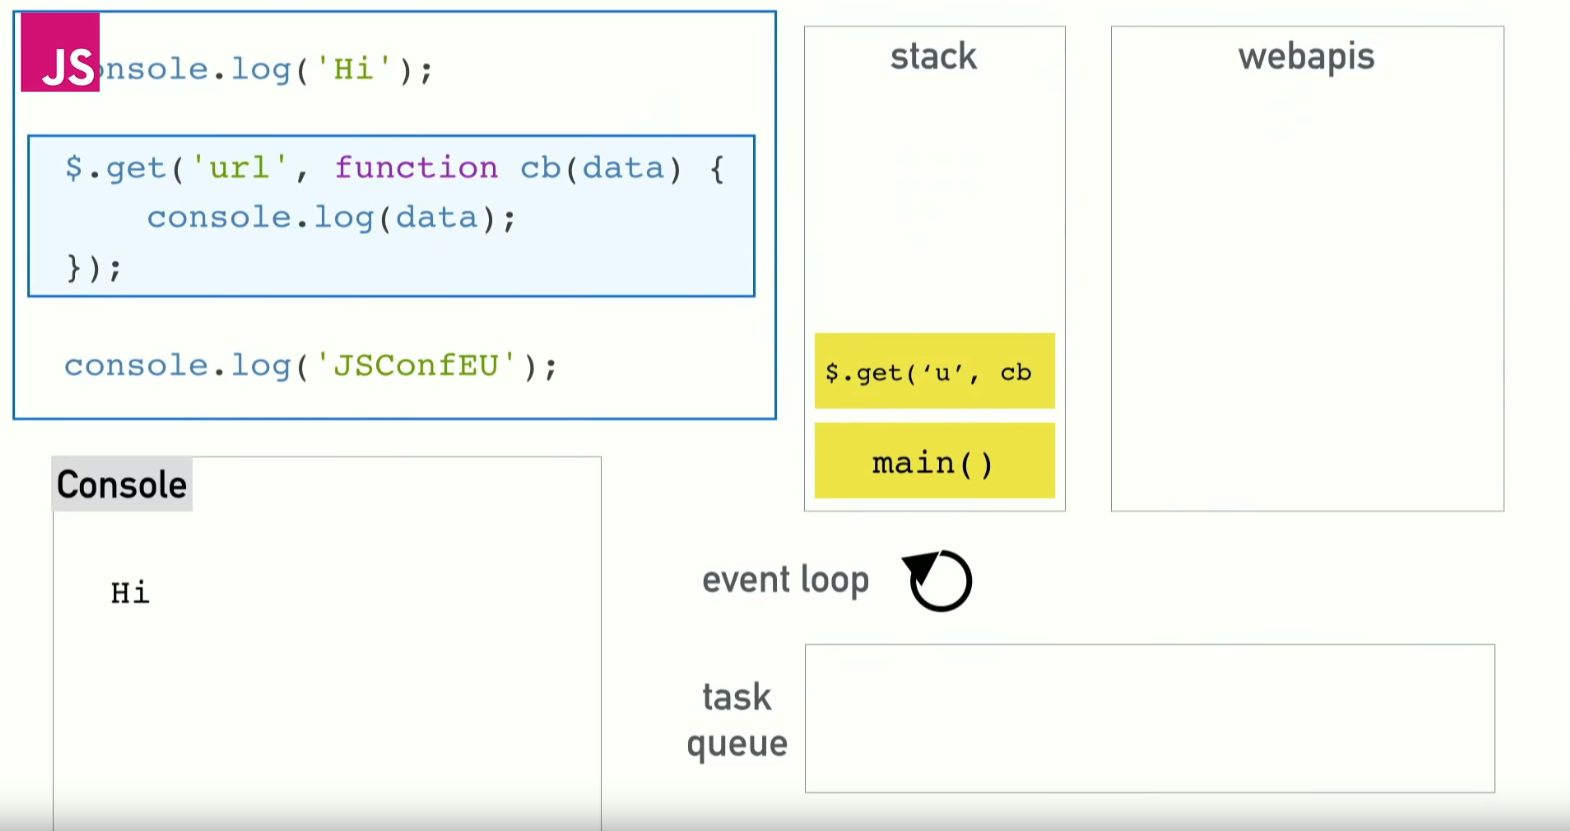 JS
nsole.log('Hi');
$.get('url', function cb(data) {
    console.log(data);
});
console.log('JSConfEU');
stack
webapis
$.get(‘u’, cb
main()
Console
Hi
event loop
task
queue